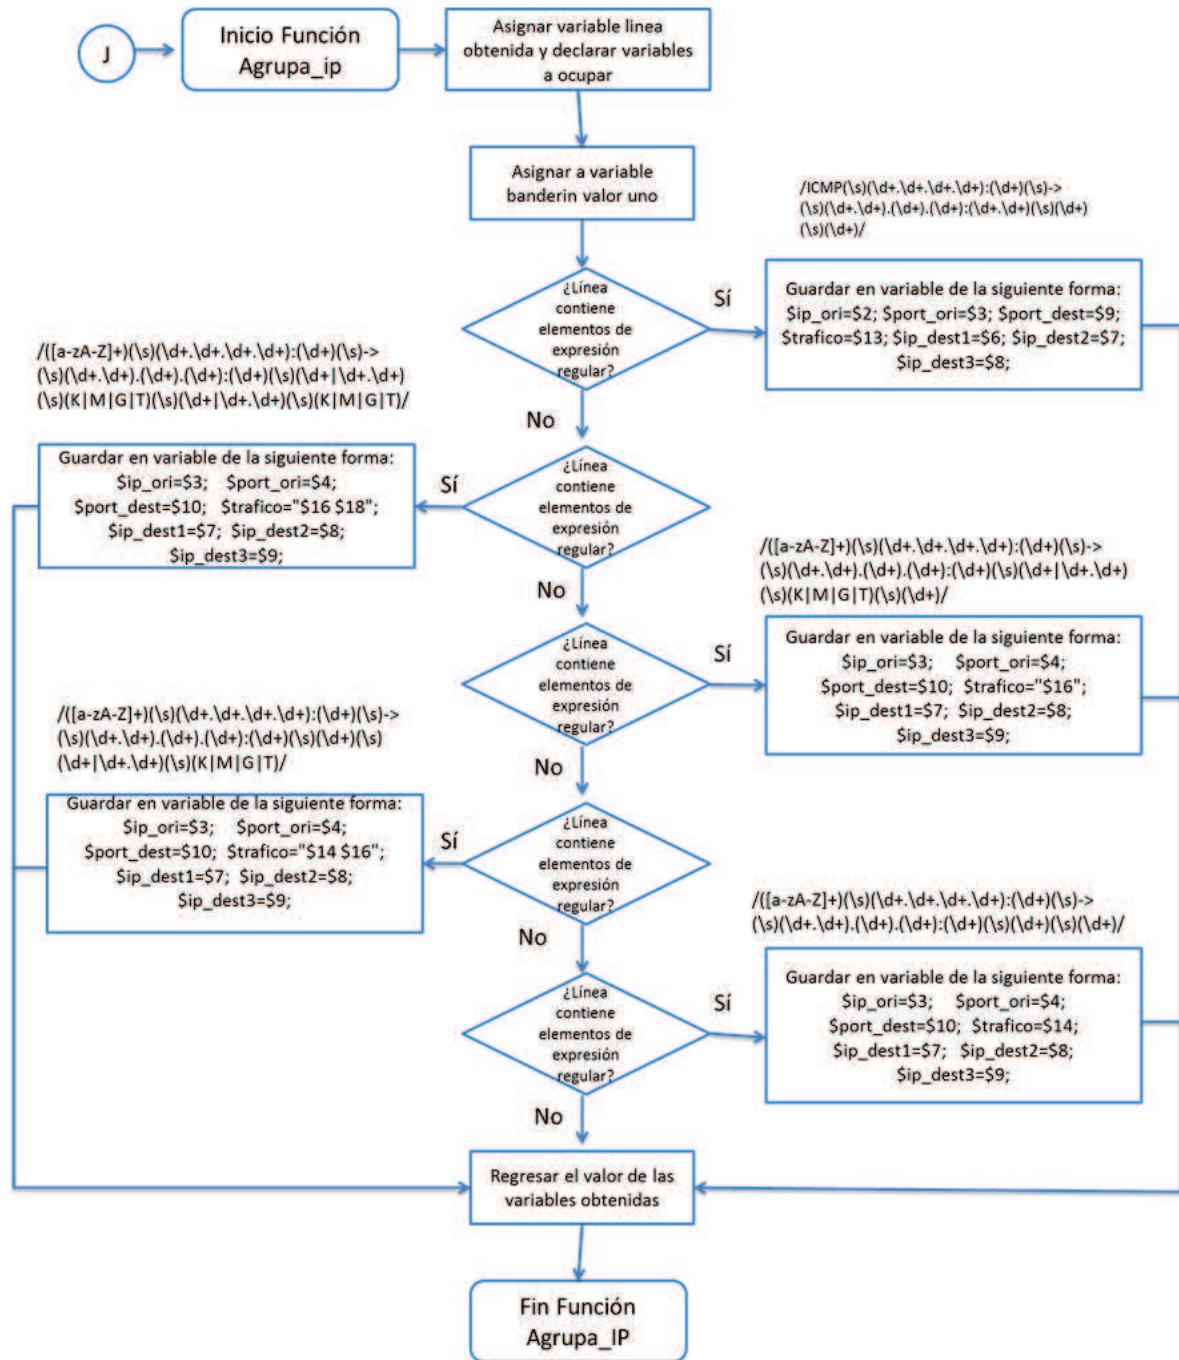 J
Inicio Función
Agrupa_ip
Asignar variable linea
obtenida y declarar variables
a ocupar
Asignar a variable
banderin valor uno
/ICMP(\s)(\d+.\d+.\d+.\d+):(\d+)(\s)->
(\s)(\d+.\d+).(\d+).(\d+):(\d+.\d+)(\s)(\d+)
(\s)(\d+)/
¿Línea
contiene
elementos de
expresión
regular?
Sí
Guardar en variable de la siguiente forma:
$ip_ori=$2; $port_ori=$3; $port_dest=$9;
$trafico=$13; $ip_dest1=$6; $ip_dest2=$7;
$ip_dest3=$8;
No
/([a-zA-Z]+)(\s)(\d+.\d+.\d+.\d+):(\d+)(\s)->
(\s)(\d+.\d+).(\d+).(\d+):(\d+)(\s)(\d+|\d+.\d+)
(\s)(K|M|G|T)(\s)(\d+|\d+.\d+)(\s)(K|M|G|T)/
¿Línea
contiene
elementos de
expresión
regular?
Sí
Guardar en variable de la siguiente forma:
$ip_ori=$3; $port_ori=$4;
$port_dest=$10; $trafico="$16 $18";
$ip_dest1=$7; $ip_dest2=$8;
$ip_dest3=$9;
No
/([a-zA-Z]+)(\s)(\d+.\d+.\d+.\d+):(\d+)(\s)->
(\s)(\d+.\d+).(\d+).(\d+):(\d+)(\s)(\d+|\d+.\d+)
(\s)(K|M|G|T)(\s)(\d+)/
¿Línea
contiene
elementos de
expresión
regular?
Sí
Guardar en variable de la siguiente forma:
$ip_ori=$3; $port_ori=$4;
$port_dest=$10; $trafico="$16";
$ip_dest1=$7; $ip_dest2=$8;
$ip_dest3=$9;
No
/([a-zA-Z]+)(\s)(\d+.\d+.\d+.\d+):(\d+)(\s)->
(\s)(\d+.\d+).(\d+).(\d+):(\d+)(\s)(\d+)(\s)
(\d+|\d+.\d+)(\s)(K|M|G|T)/
¿Línea
contiene
elementos de
expresión
regular?
Sí
Guardar en variable de la siguiente forma:
$ip_ori=$3; $port_ori=$4;
$port_dest=$10; $trafico="$14 $16";
$ip_dest1=$7; $ip_dest2=$8;
$ip_dest3=$9;
No
/([a-zA-Z]+)(\s)(\d+.\d+.\d+.\d+):(\d+)(\s)->
(\s)(\d+.\d+).(\d+).(\d+):(\d+)(\s)(\d+)(\s)(\d+)/
¿Línea
contiene
elementos de
expresión
regular?
Sí
Guardar en variable de la siguiente forma:
$ip_ori=$3; $port_ori=$4;
$port_dest=$10; $trafico=$14;
$ip_dest1=$7; $ip_dest2=$8;
$ip_dest3=$9;
No
Regresar el valor de las
variables obtenidas
Fin Función
Agrupa_IP